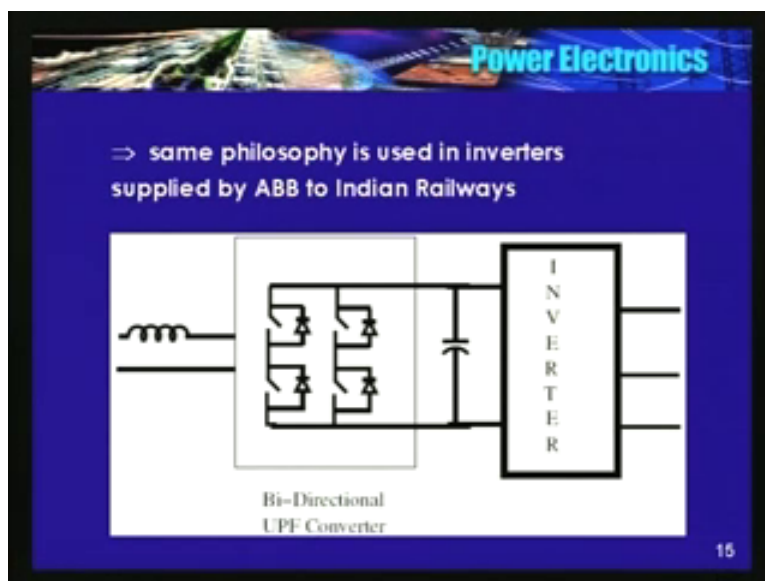 Power Electronics
⇒ same philosophy is used in inverters
supplied by ABB to Indian Railways
I
N
V
E
R
T
E
R
Bi-Directional
UPF Converter
15